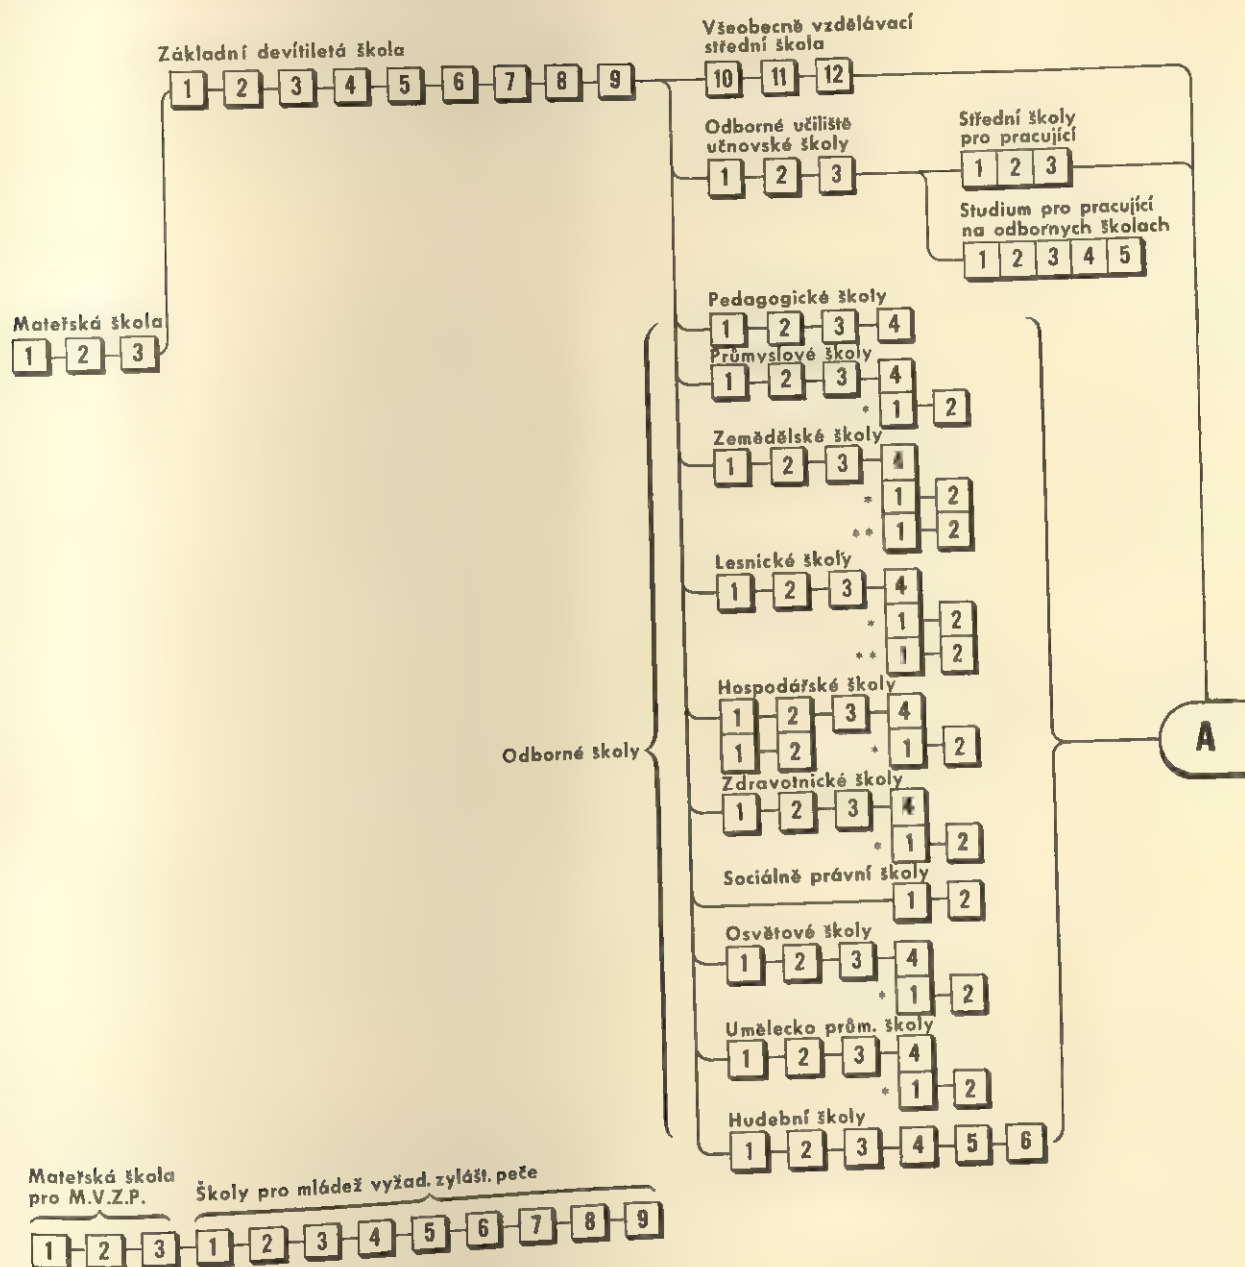 Základní devítiletá škola
1 2 3 4 5 6 7 8 9
Všeobecně vzdělávací
střední škola
10 11 12
Odborné učiliště
učnovské školy
1 2 3
Střední školy
pro pracující
1 2 3
Studium pro pracující
na odbornych školach
1 2 3 4 5
Mateřská škola
1 2 3
Odborné školy
Pedagogické školy
1 2 3 4
Průmyslové školy
1 2 3 4
* 1 2
Zemědělské školy
1 2 3 4
* 1 2
** 1 2
Lesnické školy
1 2 3 4
* 1 2
** 1 2
Hospodářské školy
1 2 3 4
1 2 * 1 2
Zdravotnické školy
1 2 3 4
* 1 2
Sociálně právní školy
1 2
Osvětové školy
1 2 3 4
* 1 2
Umělecko prům. školy
1 2 3 4
* 1 2
Hudební školy
1 2 3 4 5 6
A
Mateřská škola
pro M.V.Z.P.
1 2 3
Školy pro mládež vyžad. zylášt. peče
1 2 3 4 5 6 7 8 9